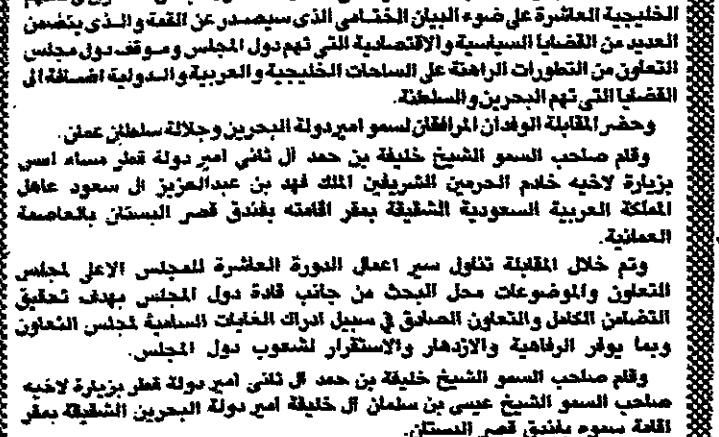 الخليجية العاشرة على ضوء البيان الختامى الذى سيصدر عن القمة والذى يتضمن
العديد من القضايا السياسية والاقتصادية التى تهم دول المجلس وموقف دول مجلس
التعاون من التطورات الراهنة على الساحات الخليجية والعربية والدولية اضافة الى
القضايا التى تهم البحرين والسلطنة.
وحضر المقابلة الوفدان المرافقان لسمو امير دولة البحرين وجلالة سلطان عمان.
وقام صاحب السمو الشيخ خليفة بن حمد آل ثانى امير دولة قطر مساء امس
بزيارة لاخيه خادم الحرمين الشريفين الملك فهد بن عبدالعزيز آل سعود عاهل
المملكة العربية السعودية الشقيقة بمقر اقامته بفندق قصر البستان بالعاصمة
العمانية.
وتم خلال المقابلة تناول سير اعمال الدورة العاشرة للمجلس الاعلى لمجلس
التعاون والموضوعات محل البحث من جانب قادة دول المجلس بهدف تحقيق
التضامن الكامل والتعاون الصادق في سبيل ادراك الغايات السامية لمجلس التعاون
وبما يوفر الرفاهية والازدهار والاستقرار لشعوب دول المجلس.
وقام صاحب السمو الشيخ خليفة بن حمد آل ثانى امير دولة قطر بزيارة لاخيه
صاحب السمو الشيخ عيسى بن سلمان آل خليفة امير دولة البحرين الشقيقة بمقر
اقامة سموه بفندق قصر البستان.